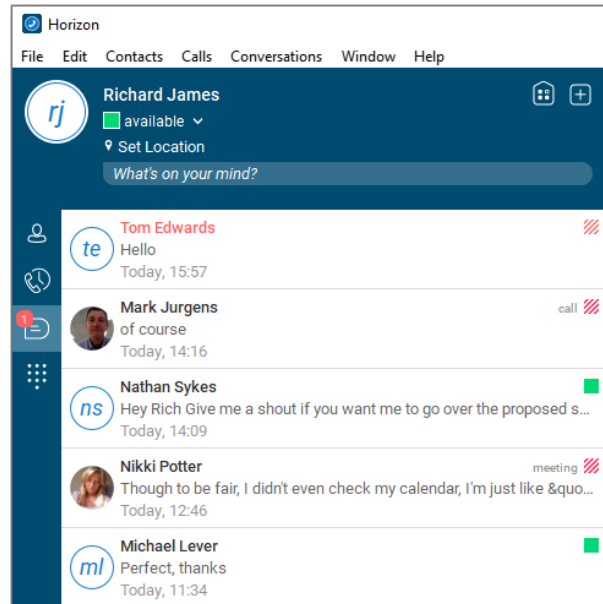 Horizon
File Edit Contacts Calls Conversations Window Help
rj
Richard James
available
Set Location
What's on your mind?
te
Tom Edwards
Hello
Today, 15:57
Mark Jurgens
call
of course
Today, 14:16
1
ns
Nathan Sykes
Hey Rich Give me a shout if you want me to go over the proposed s...
Today, 14:09
Nikki Potter
meeting
Though to be fair, I didn't even check my calendar, I'm just like &quo...
Today, 12:46
ml
Michael Lever
Perfect, thanks
Today, 11:34